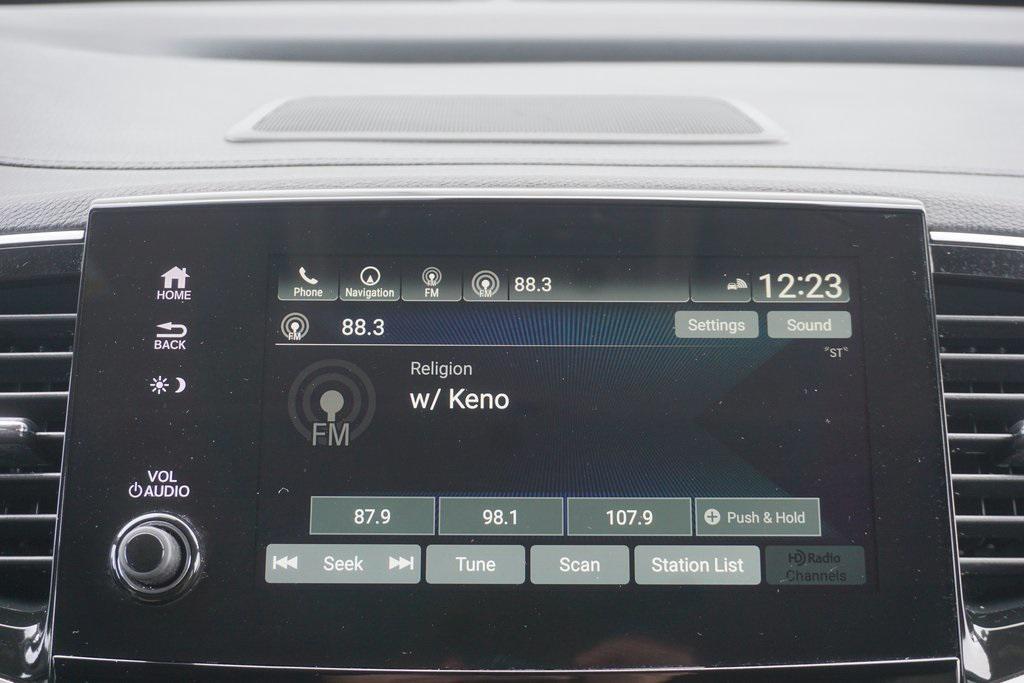 HOME
BACK
VOL
AUDIO
Phone
Navigation
FM
FM
88.3
12:23
FM
88.3
Settings
Sound
"ST"
FM
Religion
w/ Keno
87.9
98.1
107.9
Push & Hold
Seek
Tune
Scan
Station List
HD Radio
Channels